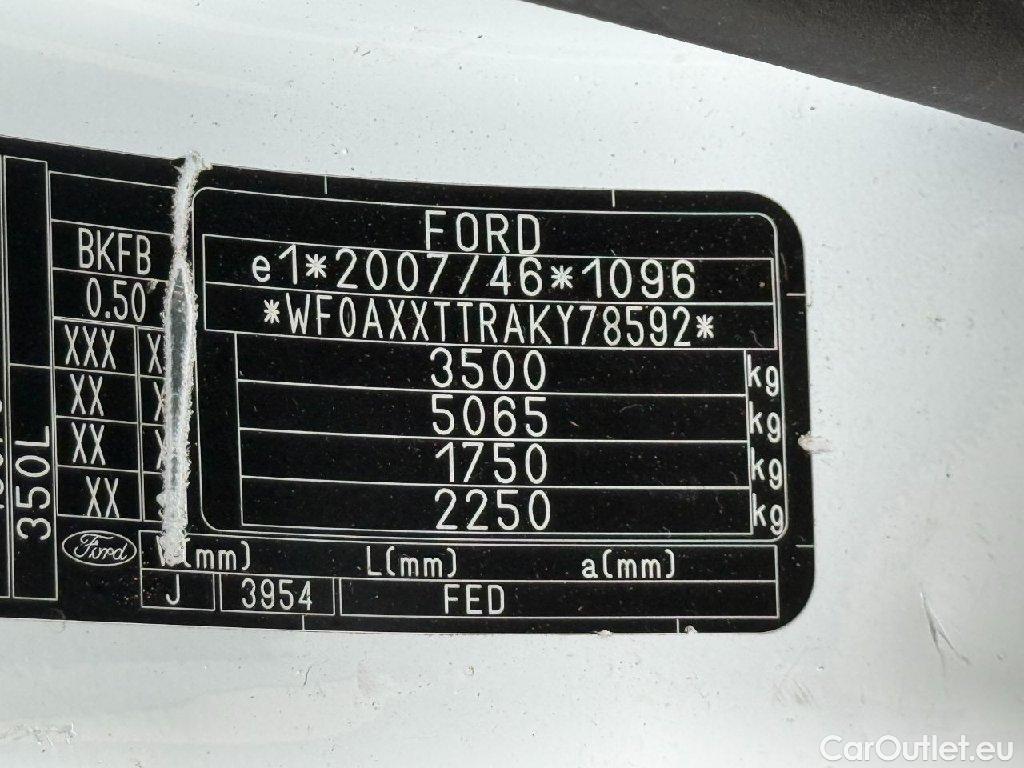 FORD
e1*2007/46*1096
*WF0AXXTTRAKY78592*
3500 kg
5065 kg
1750 kg
2250 kg
BKFB
0.50
XXX X
XX X
XX X
XX
350L
Ford
W(mm) L(mm) a(mm)
J 3954 FED
CarOutlet.eu